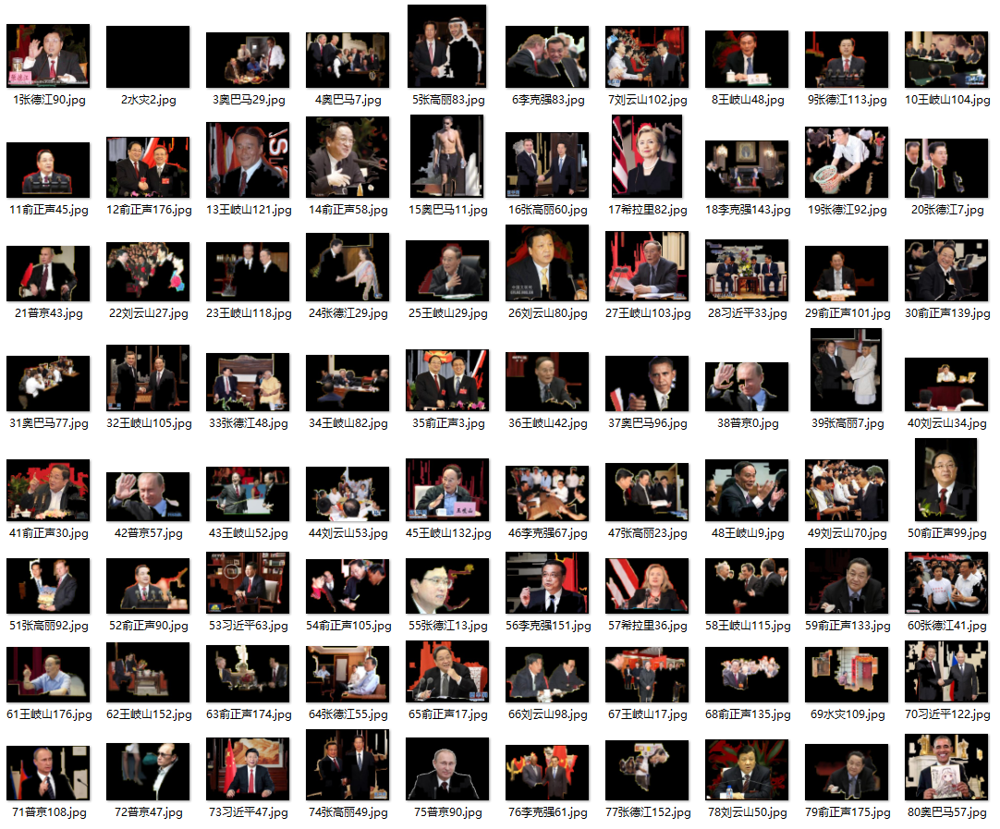 1张德江90.jpg 2水灾2.jpg 3奥巴马29.jpg 4奥巴马7.jpg 5张高丽83.jpg 6李克强83.jpg 7刘云山102.jpg 8王岐山48.jpg 9张德江113.jpg 10王岐山104.jpg
11俞正声45.jpg 12俞正声176.jpg 13王岐山121.jpg 14俞正声58.jpg 15奥巴马11.jpg 16张高丽60.jpg 17希拉里82.jpg 18李克强143.jpg 19张德江92.jpg 20张德江7.jpg
21普京43.jpg 22刘云山27.jpg 23王岐山118.jpg 24张德江29.jpg 25王岐山29.jpg 26刘云山80.jpg 27王岐山103.jpg 28习近平33.jpg 29俞正声101.jpg 30俞正声139.jpg
31奥巴马77.jpg 32王岐山105.jpg 33张德江48.jpg 34王岐山82.jpg 35俞正声3.jpg 36王岐山42.jpg 37奥巴马96.jpg 38普京0.jpg 39张高丽7.jpg 40刘云山34.jpg
41俞正声30.jpg 42普京57.jpg 43王岐山52.jpg 44刘云山53.jpg 45王岐山132.jpg 46李克强67.jpg 47张高丽23.jpg 48王岐山9.jpg 49刘云山70.jpg 50俞正声99.jpg
51张高丽92.jpg 52俞正声90.jpg 53习近平63.jpg 54俞正声105.jpg 55张德江13.jpg 56李克强151.jpg 57希拉里36.jpg 58王岐山115.jpg 59俞正声133.jpg 60张德江41.jpg
61王岐山176.jpg 62王岐山152.jpg 63俞正声174.jpg 64张德江55.jpg 65俞正声17.jpg 66刘云山98.jpg 67王岐山17.jpg 68俞正声135.jpg 69水灾109.jpg 70习近平122.jpg
71普京108.jpg 72普京47.jpg 73习近平47.jpg 74张高丽49.jpg 75普京90.jpg 76李克强61.jpg 77张德江152.jpg 78刘云山50.jpg 79俞正声175.jpg 80奥巴马57.jpg